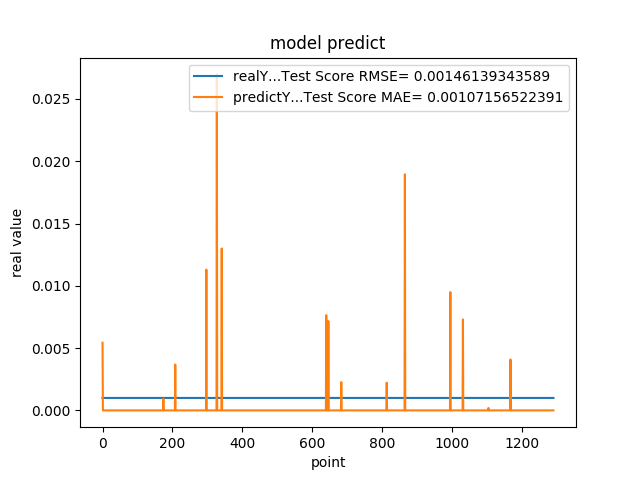 model predict
realY...Test Score RMSE= 0.00146139343589
predictY...Test Score MAE= 0.00107156522391
0.025
0.020
0.015
0.010
0.005
0.000
real value
0 200 400 600 800 1000 1200
point